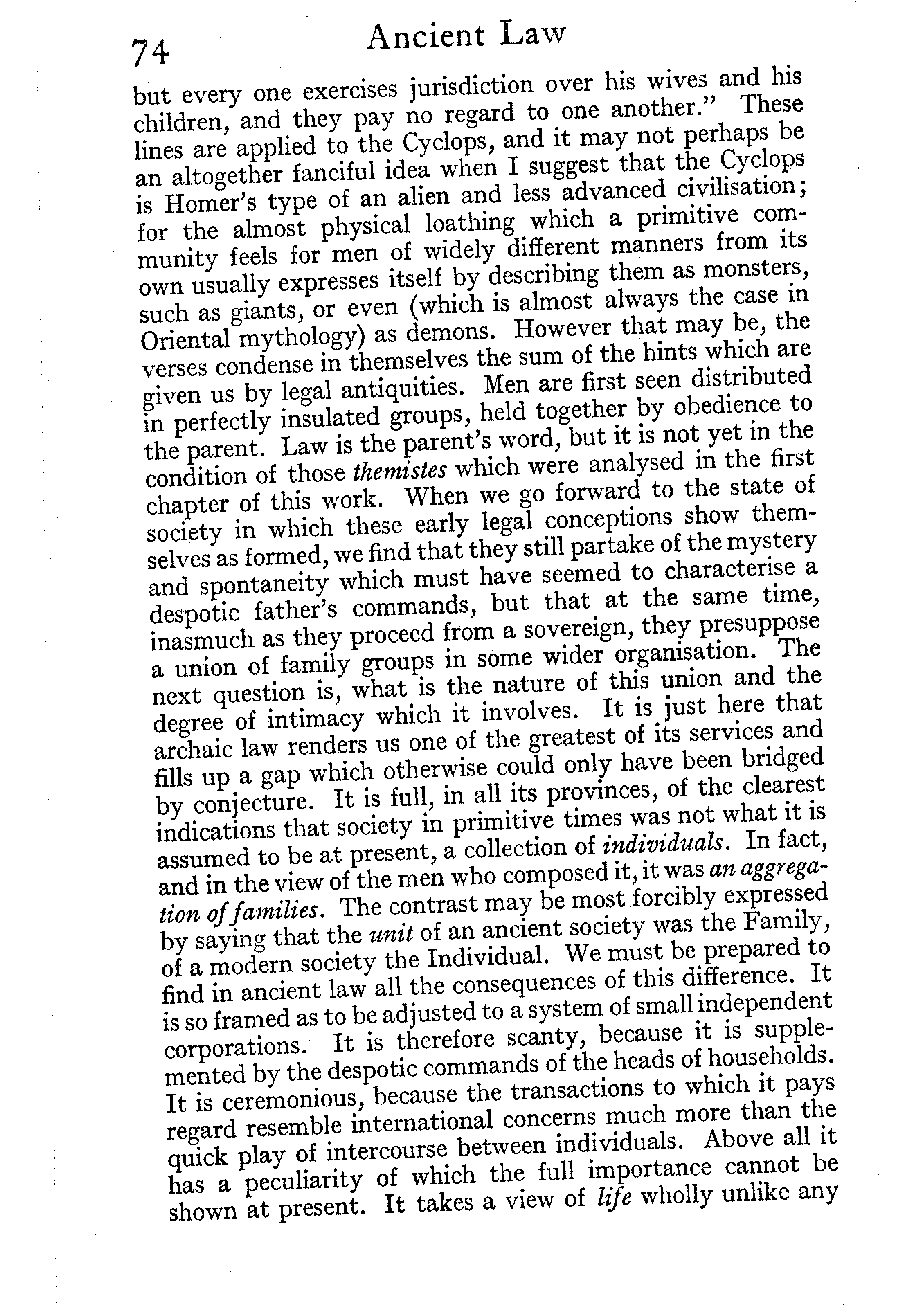 74
Ancient Law
but every one exercises jurisdiction over his wives and his
children, and they pay no regard to one another.” These
lines are applied to the Cyclops, and it may not perhaps be
an altogether fanciful idea when I suggest that the Cyclops
is Homer’s type of an alien and less advanced civilisation;
for the almost physical loathing which a primitive com-
munity feels for men of widely different manners from its
own usually expresses itself by describing them as monsters,
such as giants, or even (which is almost always the case in
Oriental mythology) as demons. However that may be, the
verses condense in themselves the sum of the hints which are
given us by legal antiquities. Men are first seen distributed
in perfectly insulated groups, held together by obedience to
the parent. Law is the parent’s word, but it is not yet in the
condition of those themistes which were analysed in the first
chapter of this work. When we go forward to the state of
society in which these early legal conceptions show them-
selves as formed, we find that they still partake of the mystery
and spontaneity which must have seemed to characterise a
despotic father’s commands, but that at the same time,
inasmuch as they proceed from a sovereign, they presuppose
a union of family groups in some wider organisation. The
next question is, what is the nature of this union and the
degree of intimacy which it involves. It is just here that
archaic law renders us one of the greatest of its services and
fills up a gap which otherwise could only have been bridged
by conjecture. It is full, in all its provinces, of the clearest
indications that society in primitive times was not what it is
assumed to be at present, a collection of individuals. In fact,
and in the view of the men who composed it, it was an aggrega-
tion of families. The contrast may be most forcibly expressed
by saying that the unit of an ancient society was the Family,
of a modern society the Individual. We must be prepared to
find in ancient law all the consequences of this difference. It
is so framed as to be adjusted to a system of small independent
corporations. It is therefore scanty, because it is supple-
mented by the despotic commands of the heads of households.
It is ceremonious, because the transactions to which it pays
regard resemble international concerns much more than the
quick play of intercourse between individuals. Above all it
has a peculiarity of which the full importance cannot be
shown at present. It takes a view of life wholly unlike any